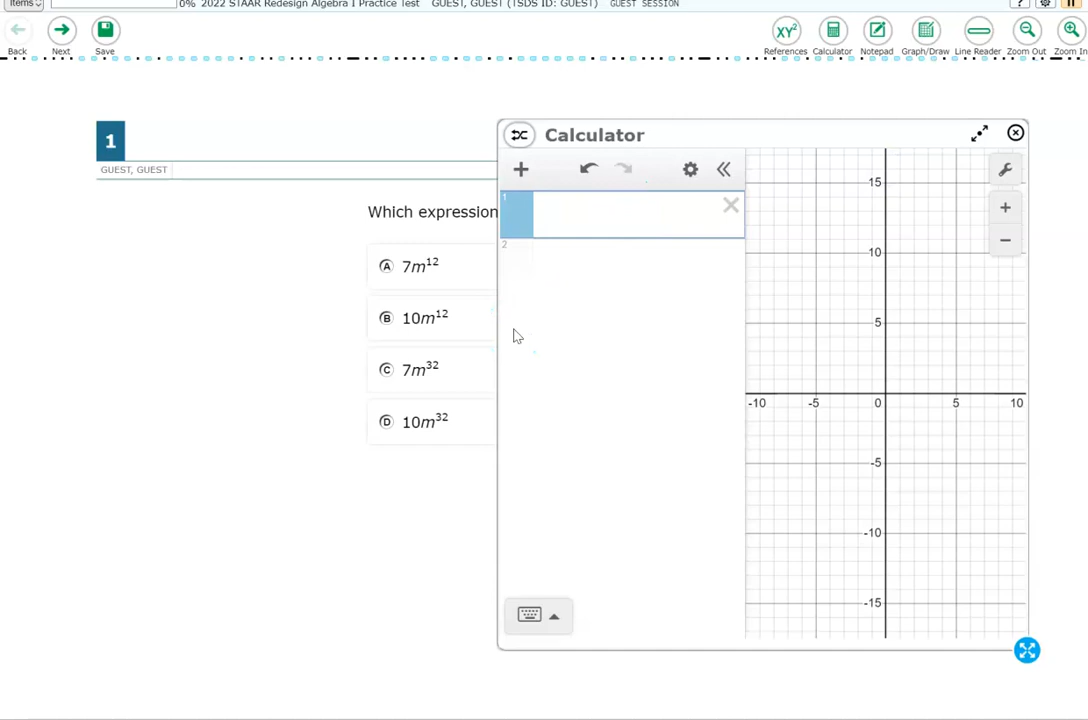 Items 0% 2022 STAAR Redesign Algebra I Practice Test GUEST, GUEST (TSDS ID: GUEST) GUEST SESSION ?
Back Next Save References Calculator Notepad Graph/Draw Line Reader Zoom Out Zoom In
XY²
1
GUEST, GUEST
Which expression
A 7m¹²
B 10m¹²
C 7m³²
D 10m³²
Calculator
1
2
15
10
5
-10 -5 0 5 10
-5
-10
-15